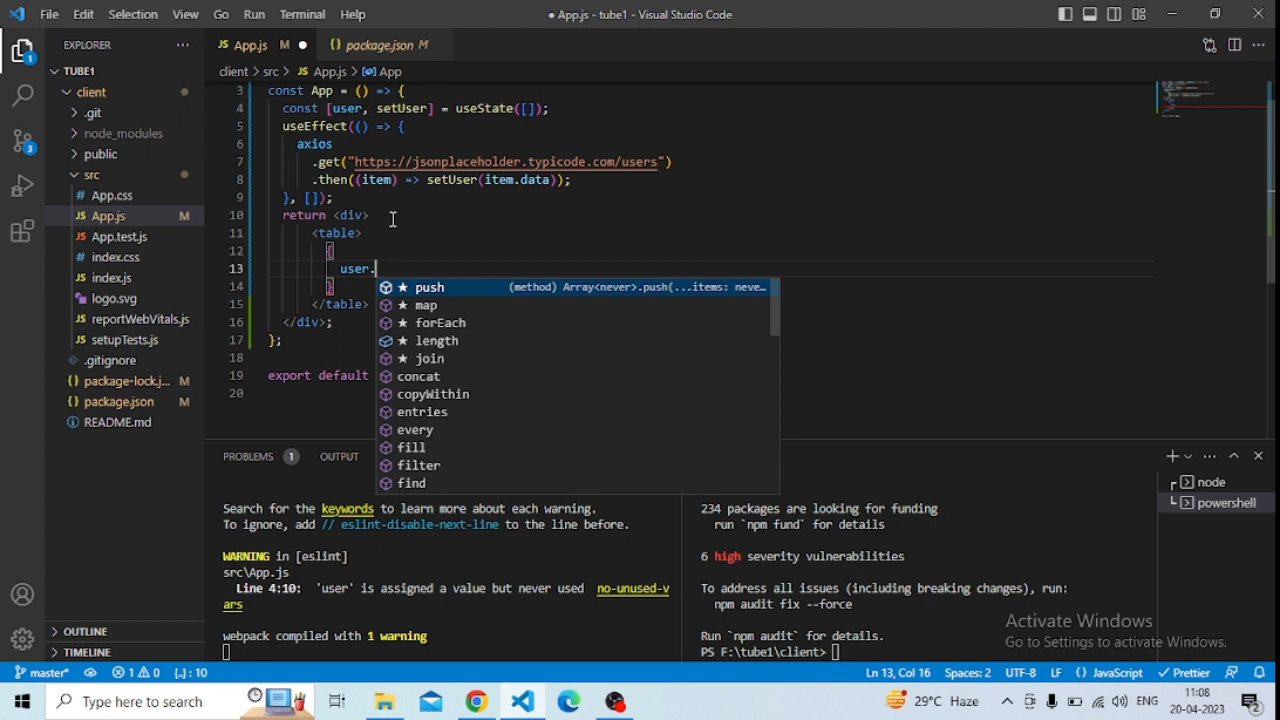 File Edit Selection View Go Run Terminal Help
● App.js - tube1 - Visual Studio Code
EXPLORER
TUBE1
client
.git
node_modules
public
src
App.css
App.js M
App.test.js
index.css
index.js
logo.svg
reportWebVitals.js
setupTests.js
.gitignore
package-lock.j... M
package.json M
README.md
OUTLINE
TIMELINE
1
3
JS App.js M ●
{} package.json M
client > src > JS App.js > App
3 const App = () => {
4 const [user, setUser] = useState([]);
5 useEffect(() => {
6 axios
7 .get("https://jsonplaceholder.typicode.com/users")
8 .then((item) => setUser(item.data));
9 }, []);
10 return <div>
11 <table>
12 {
13 user.
14 }
15 </table>
16 </div>;
17 };
18
19 export default
20
push (method) Array<never>.push(...items: neve…
map
forEach
length
join
concat
copyWithin
entries
every
fill
filter
find
PROBLEMS 1 OUTPUT
Search for the keywords to learn more about each warning.
To ignore, add // eslint-disable-next-line to the line before.
WARNING in [eslint]
src\App.js
Line 4:10: 'user' is assigned a value but never used no-unused-v
ars
webpack compiled with 1 warning
234 packages are looking for funding
run `npm fund` for details
6 high severity vulnerabilities
To address all issues (including breaking changes), run:
npm audit fix --force
Run `npm audit` for details.
PS F:\tube1\client>
node
powershell
Activate Windows
Go to Settings to activate Windows.
master* 1 0 {..}: 10
Ln 13, Col 16 Spaces: 2 UTF-8 LF {} JavaScript Prettier
Type here to search
29°C Haze
ENG
11:08
20-04-2023
2